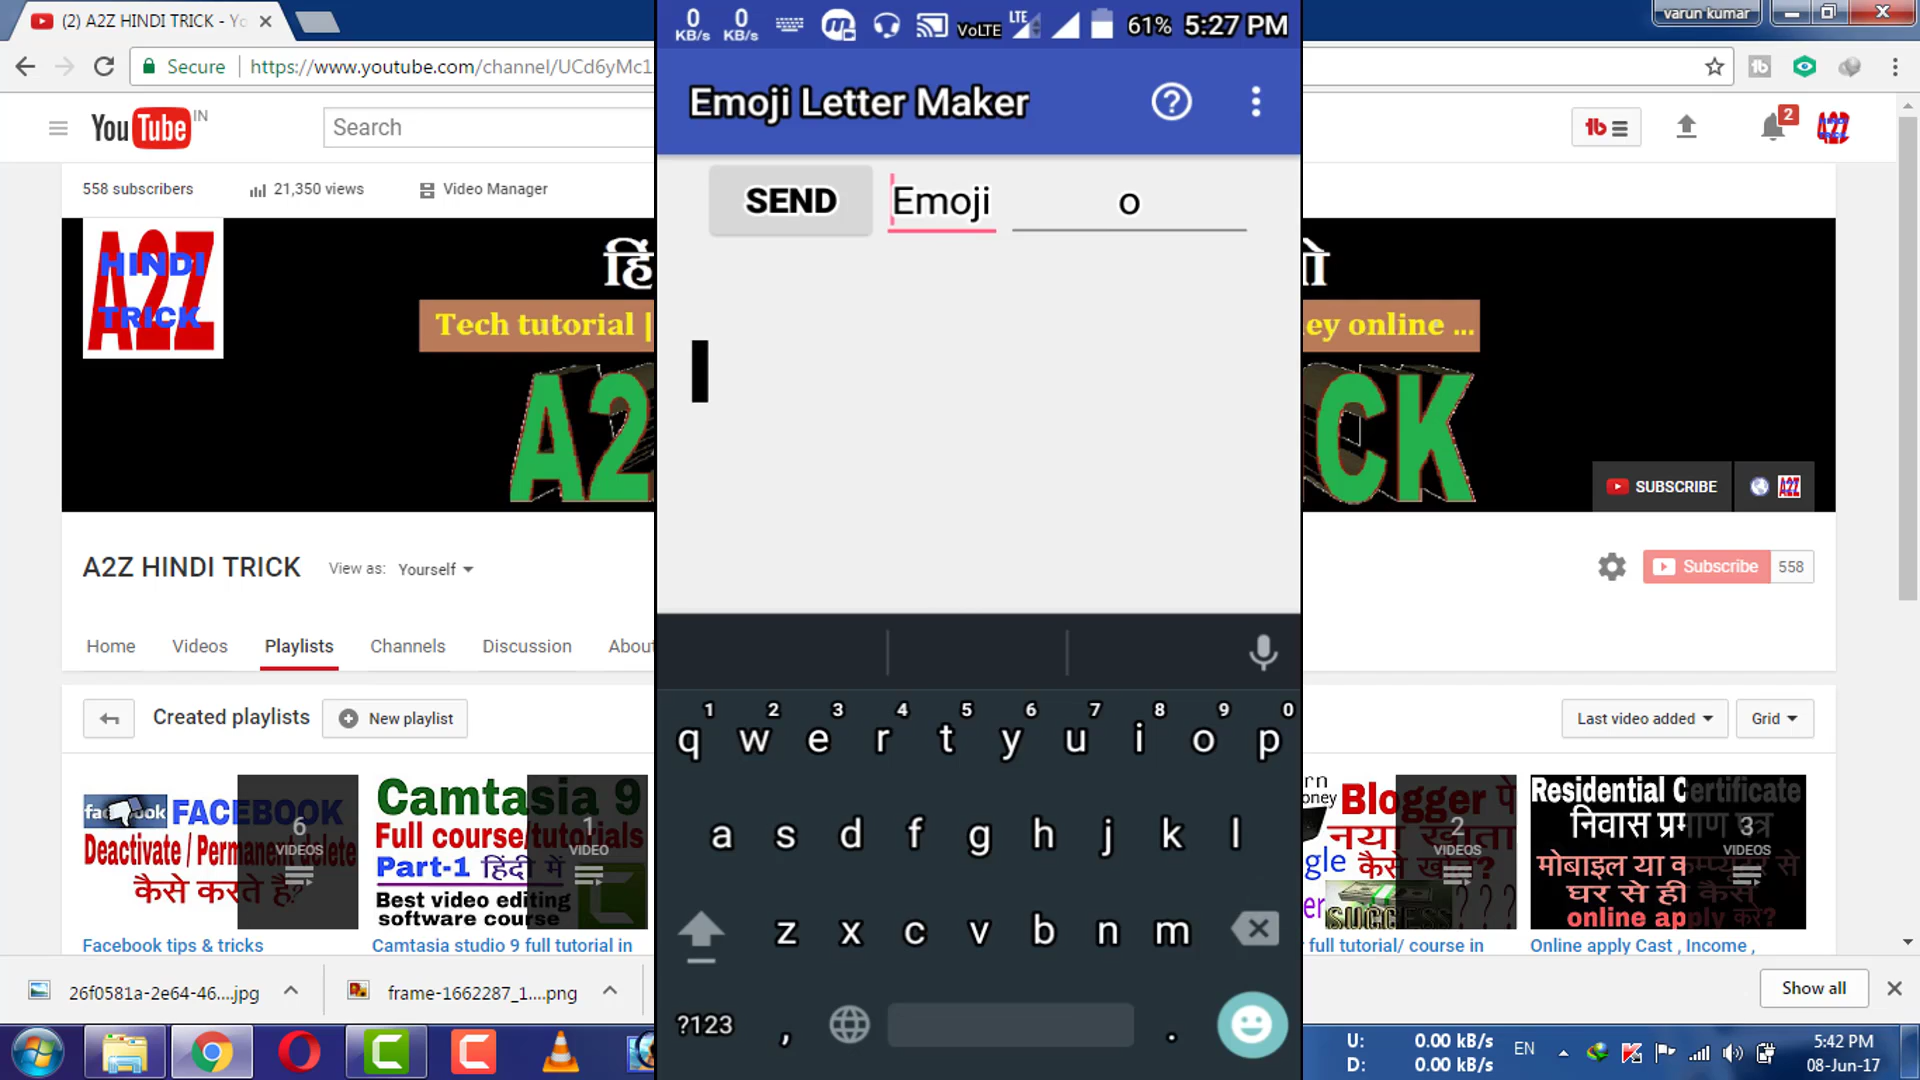 (2) A2Z HINDI TRICK - Yo
varun kumar
Secure
https://www.youtube.com/channel/UCd6yMc1
YouTube IN
Search
2
558 subscribers
21,350 views
Video Manager
A2Z
HINDI
TRICK
Tech tutorial |
ey online ...
A2
CK
SUBSCRIBE
A2Z HINDI TRICK
View as:
Yourself
Subscribe
558
Home
Videos
Playlists
Channels
Discussion
Abou
Created playlists
New playlist
Last video added
Grid
FACEBOOK
Deactivate / Permanent delete
कैसे करते है?
6
VIDEOS
Facebook tips & tricks
Camtasia 9
Full course/tutorials
Part-1 हिंदी में
Best video editing
software course
1
VIDEO
Camtasia studio 9 full tutorial in
Blogger पे
नया खाता
कैसे खोले?
SUCCESS
2
VIDEOS
full tutorial/ course in
Residential Certificate
निवास प्रमाण पत्र
मोबाइल या कम्प्यूटर से
घर से ही कैसे
online apply करे?
3
VIDEOS
Online apply Cast , Income ,
0 KB/s
0 KB/s
VoLTE
LTE
61%
5:27 PM
Emoji Letter Maker
SEND
Emoji
o
1 2 3 4 5 6 7 8 9 0
q w e r t y u i o p
a s d f g h j k l
z x c v b n m
?123 , .
26f0581a-2e64-46....jpg
frame-1662287_1....png
Show all
U: 0.00 kB/s
D: 0.00 kB/s
EN
5:42 PM
08-Jun-17